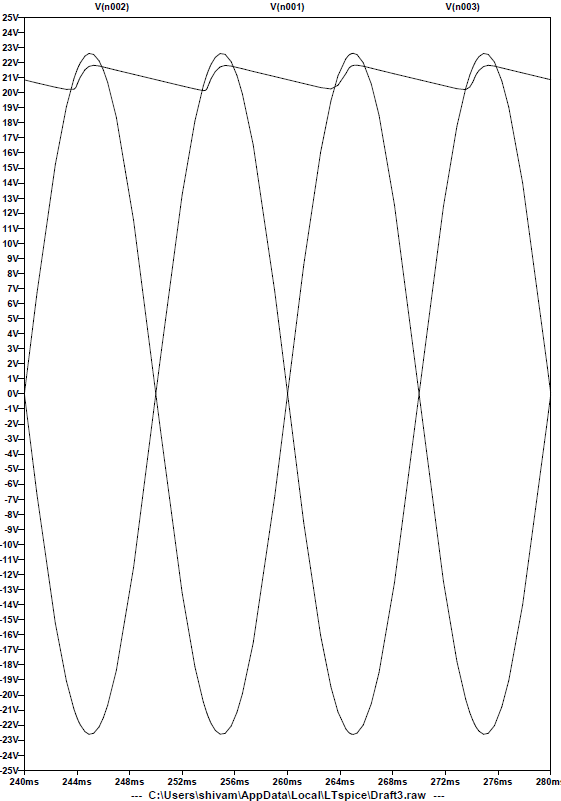 V(n002) V(n001) V(n003)
25V
24V
23V
22V
21V
20V
19V
18V
17V
16V
15V
14V
13V
12V
11V
10V
9V
8V
7V
6V
5V
4V
3V
2V
1V
0V
-1V
-2V
-3V
-4V
-5V
-6V
-7V
-8V
-9V
-10V
-11V
-12V
-13V
-14V
-15V
-16V
-17V
-18V
-19V
-20V
-21V
-22V
-23V
-24V
-25V
240ms 244ms 248ms 252ms 256ms 260ms 264ms 268ms 272ms 276ms 280ms
--- C:\Users\shivam\AppData\Local\LTspice\Draft3.raw ---